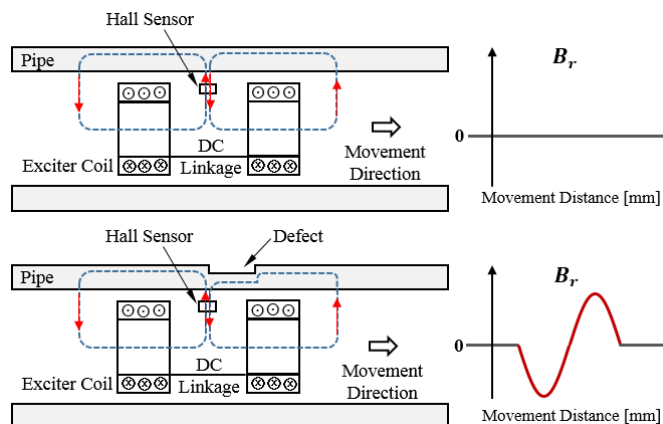 Hall Sensor
Pipe
Exciter Coil
DC
Linkage
Movement
Direction
B_r
0
Movement Distance [mm]
Hall Sensor
Defect
Pipe
Exciter Coil
DC
Linkage
Movement
Direction
B_r
0
Movement Distance [mm]